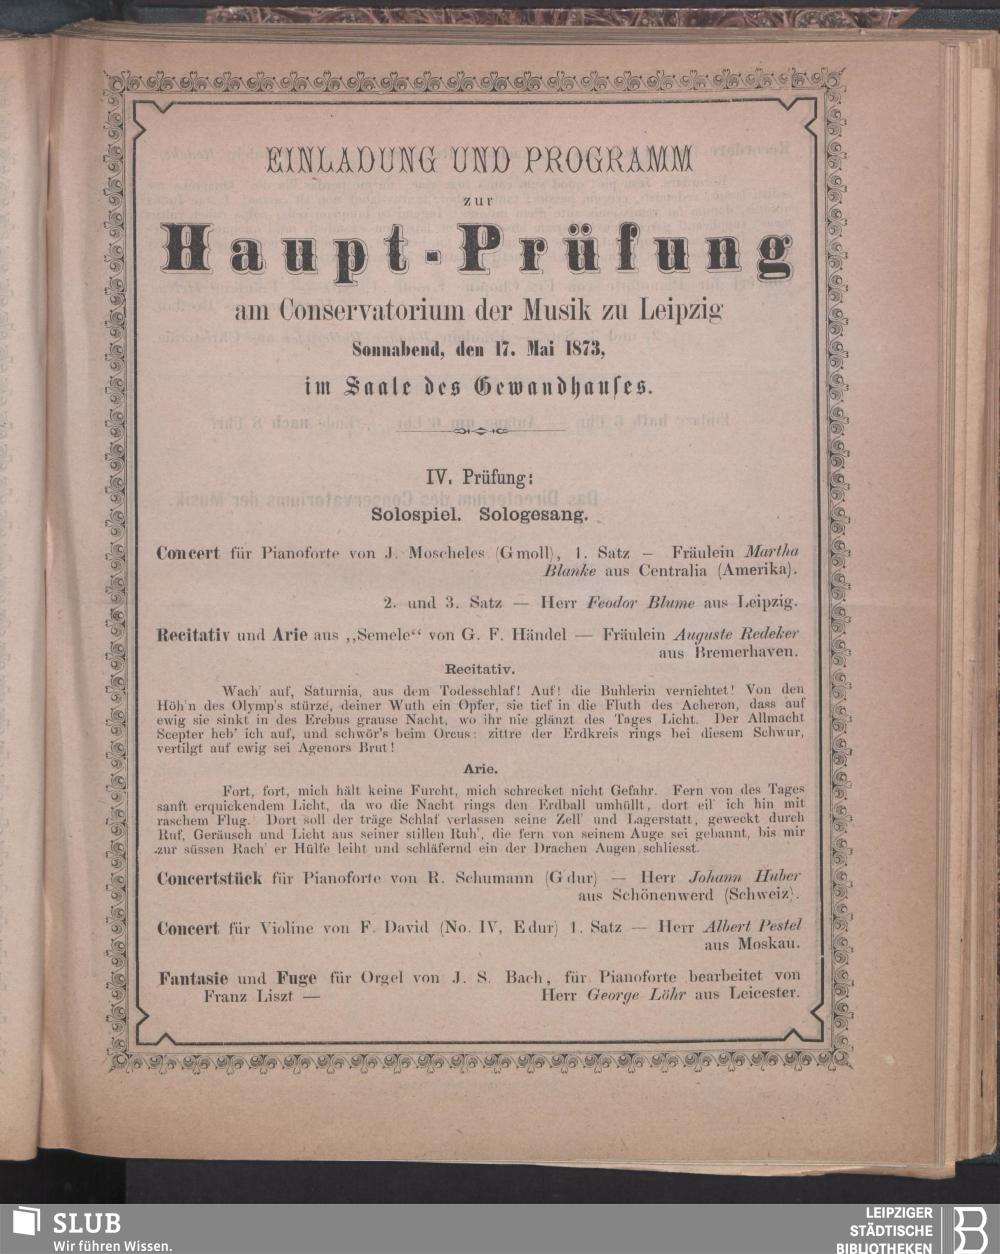 EINLADUNG UND PROGRAMM
zur
Haupt-Prüfung
am Conservatorium der Musik zu Leipzig
Sonnabend, den 17. Mai 1873,
im Saale des Gewandhauses.
IV. Prüfung:
Solospiel. Sologesang.
Concert für Pianoforte von J. Moscheles (G moll), 1. Satz — Fräulein Martha
Blanke aus Centralia (Amerika).
2. und 3. Satz — Herr Feodor Blume aus Leipzig.
Recitativ und Arie aus „Semele“ von G. F. Händel — Fräulein Auguste Redeker
aus Bremerhaven.
Recitativ.
Wach' auf, Saturnia, aus dem Todesschlaf! Auf! die Buhlerin vernichtet! Von den
Höh'n des Olymp's stürze, deiner Wuth ein Opfer, sie tief in die Fluth des Acheron, dass auf
ewig sie sinkt in des Erebus grause Nacht, wo ihr nie glänzt des Tages Licht. Der Allmacht
Scepter heb' ich auf, und schwör's beim Orcus: zittre der Erdkreis rings bei diesem Schwur,
vertilgt auf ewig sei Agenors Brut!
Arie.
Fort, fort, mich hält keine Furcht, mich schrecket nicht Gefahr. Fern von des Tages
sanft erquickendem Licht, da wo die Nacht rings den Erdball umhüllt, dort eil' ich hin mit
raschem Flug. Dort soll der träge Schlaf verlassen seine Zell' und Lagerstatt, geweckt durch
Ruf, Geräusch und Licht aus seiner stillen Ruh', die fern von seinem Auge sei gebannt, bis mir
zur süssen Rach' er Hülfe leiht und schläfernd ein der Drachen Augen schliesst.
Concertstück für Pianoforte von R. Schumann (G dur) — Herr Johann Huber
aus Schönenwerd (Schweiz).
Concert für Violine von F. David (No. IV, E dur) 1. Satz — Herr Albert Pestel
aus Moskau.
Fantasie und Fuge für Orgel von J. S. Bach, für Pianoforte bearbeitet von
Franz Liszt — Herr George Löhr aus Leicester.
SLUB
Wir führen Wissen.
LEIPZIGER
STÄDTISCHE
BIBLIOTHEKEN